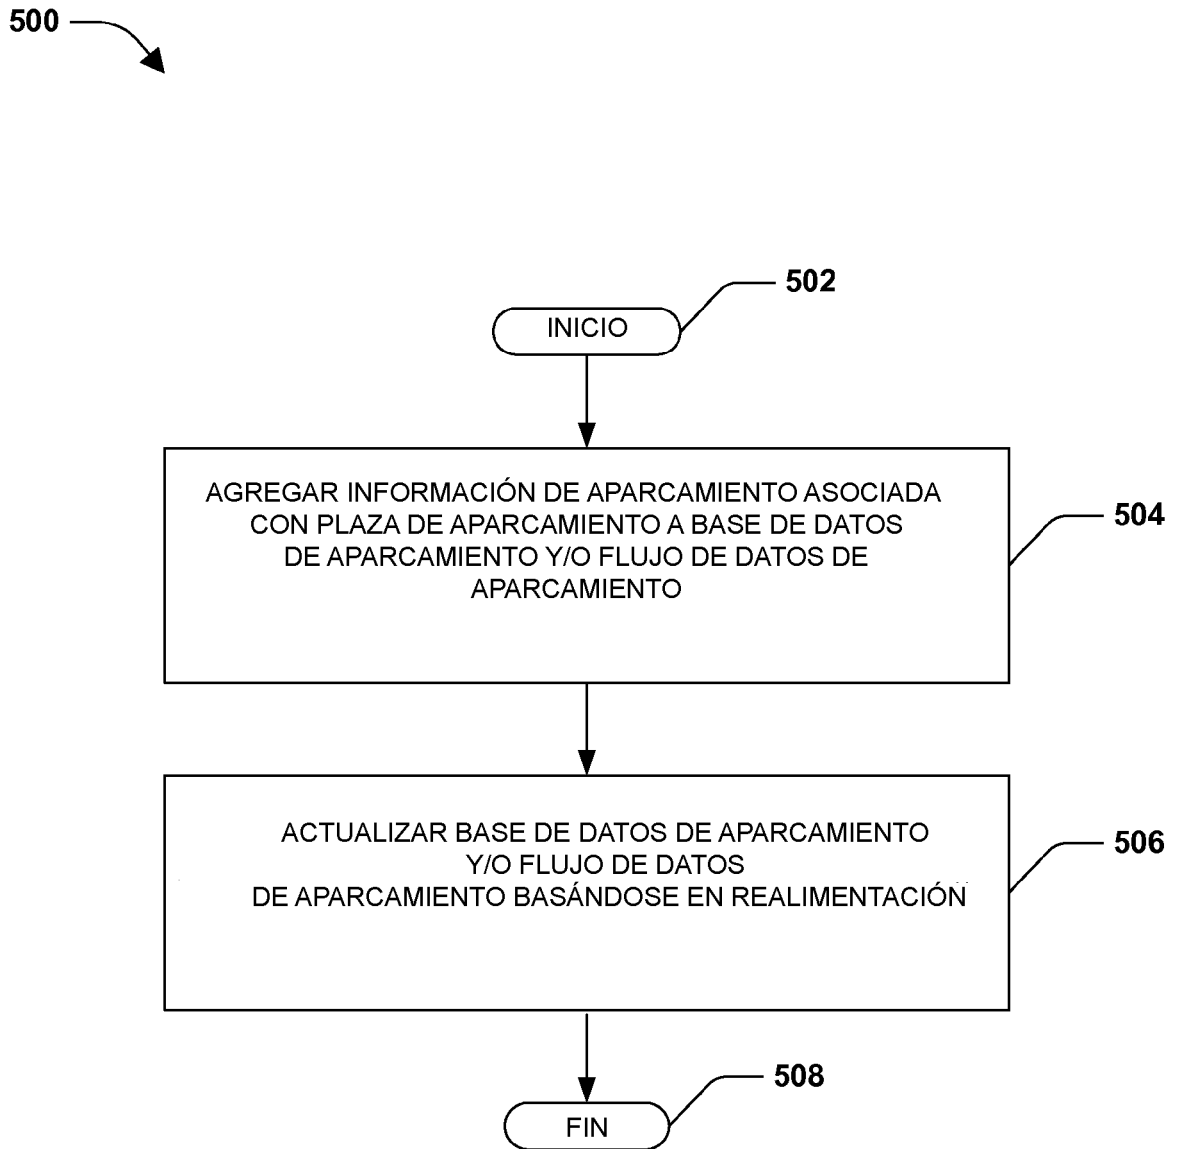 500
502
INICIO
AGREGAR INFORMACIÓN DE APARCAMIENTO ASOCIADA
CON PLAZA DE APARCAMIENTO A BASE DE DATOS
DE APARCAMIENTO Y/O FLUJO DE DATOS DE
APARCAMIENTO
504
ACTUALIZAR BASE DE DATOS DE APARCAMIENTO
Y/O FLUJO DE DATOS
DE APARCAMIENTO BASÁNDOSE EN REALIMENTACIÓN
506
508
FIN